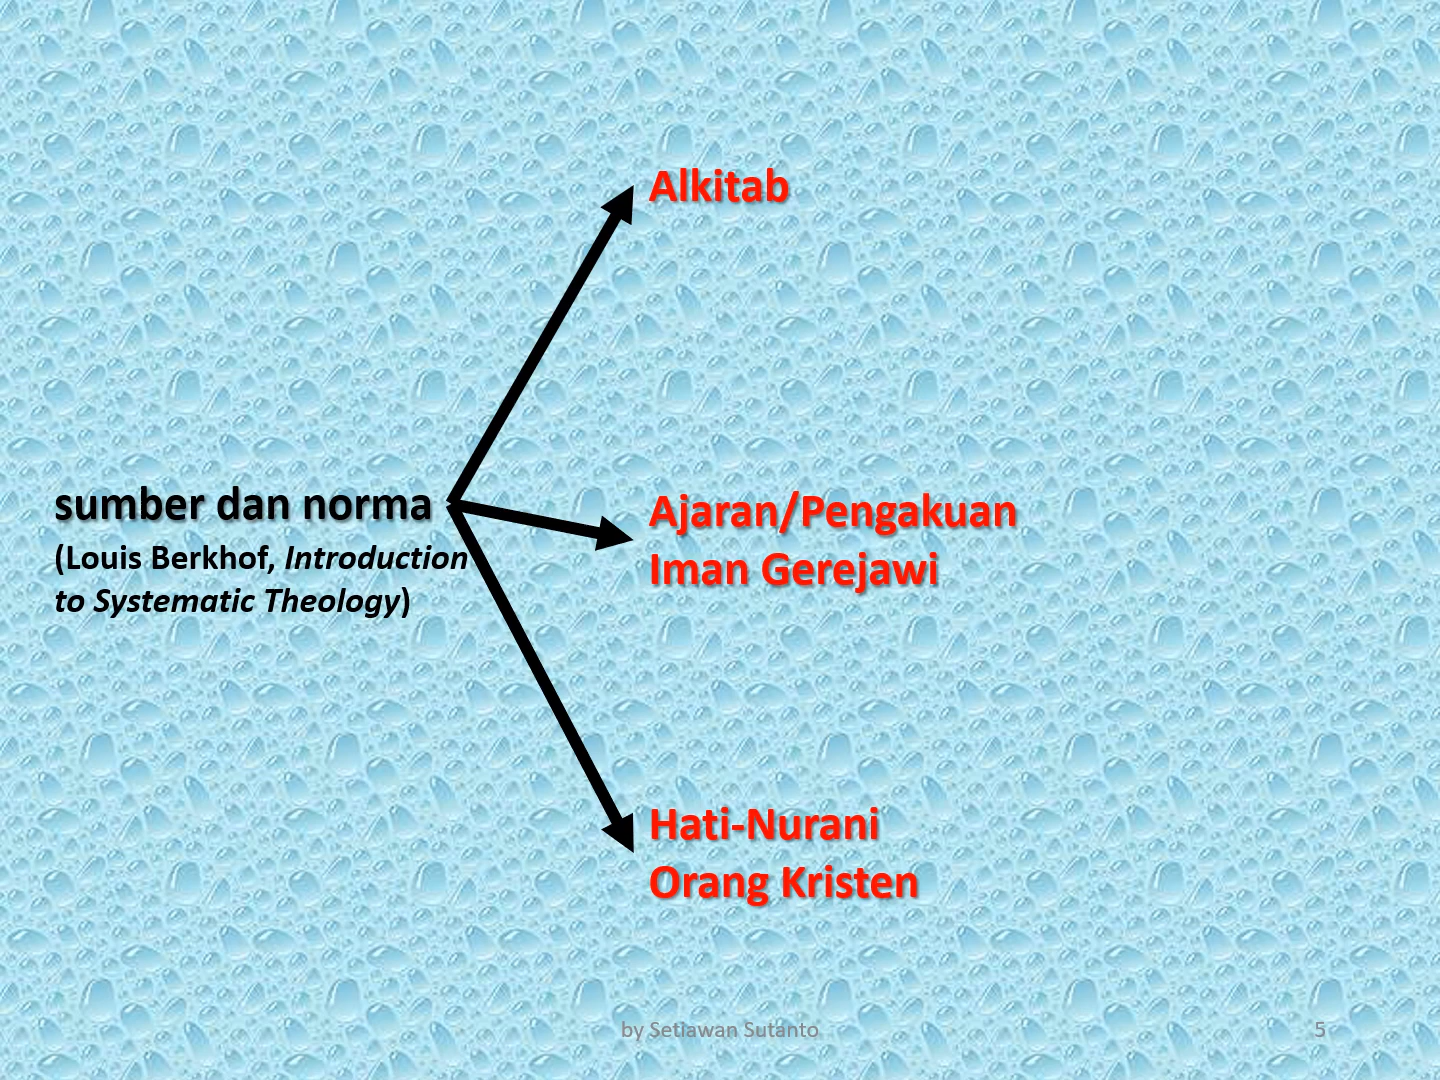 Alkitab
sumber dan norma
(Louis Berkhof, Introduction
to Systematic Theology)
Ajaran/Pengakuan
Iman Gerejawi
Hati-Nurani
Orang Kristen
by Setiawan Sutanto
5